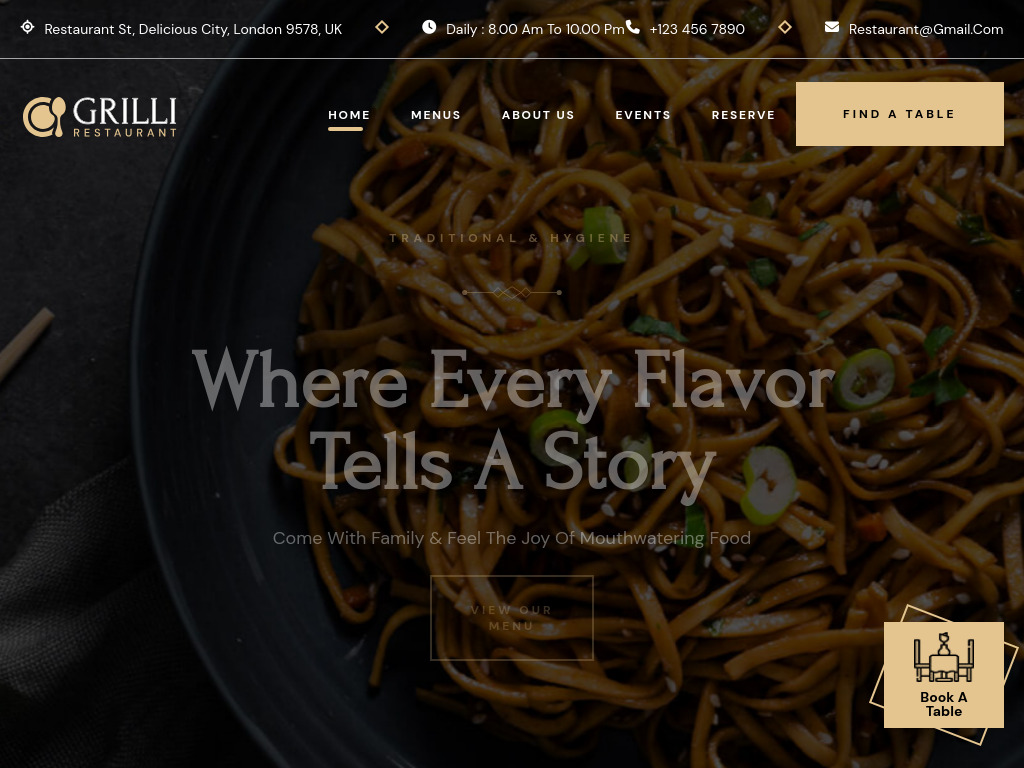 Restaurant St, Delicious City, London 9578, UK
Daily : 8.00 Am To 10.00 Pm
+123 456 7890
Restaurant@Gmail.Com
GRILLI
RESTAURANT
HOME
MENUS
ABOUT US
EVENTS
RESERVE
FIND A TABLE
TRADITIONAL & HYGIENE
Where Every Flavor
Tells A Story
Come With Family & Feel The Joy Of Mouthwatering Food
VIEW OUR
MENU
Book A
Table